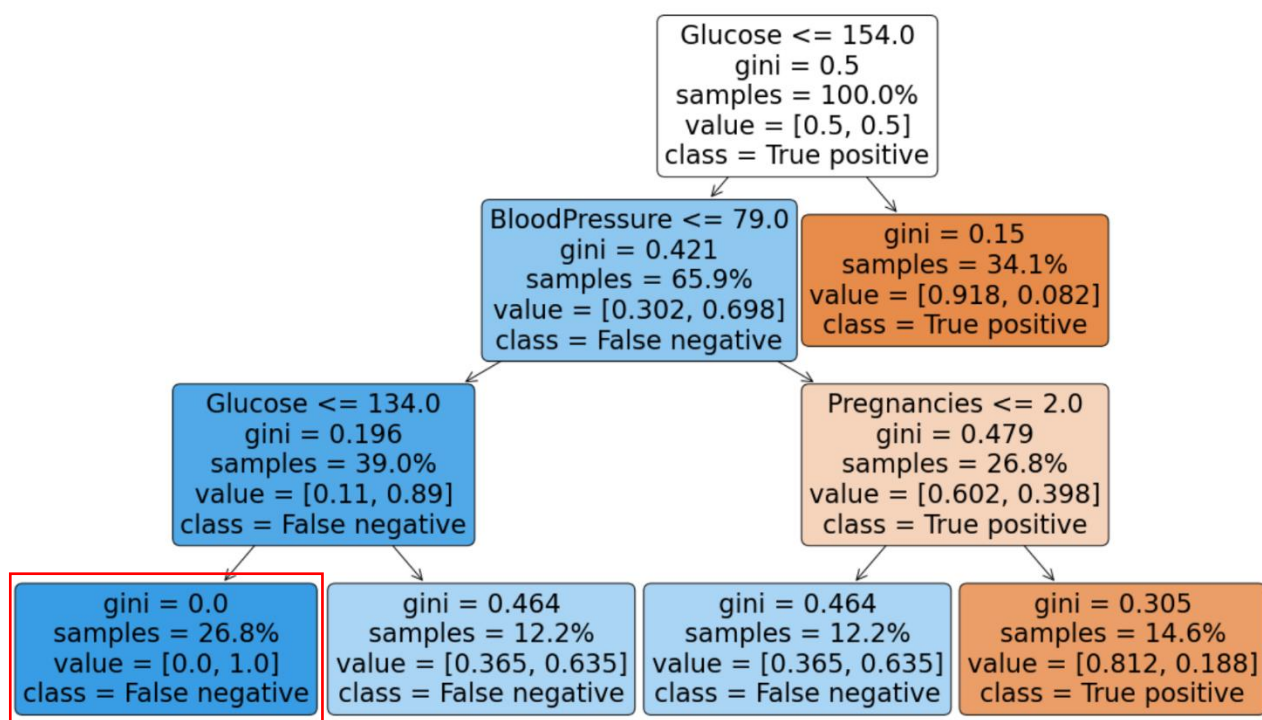 Glucose <= 154.0
gini = 0.5
samples = 100.0%
value = [0.5, 0.5]
class = True positive
BloodPressure <= 79.0
gini = 0.421
samples = 65.9%
value = [0.302, 0.698]
class = False negative
gini = 0.15
samples = 34.1%
value = [0.918, 0.082]
class = True positive
Glucose <= 134.0
gini = 0.196
samples = 39.0%
value = [0.11, 0.89]
class = False negative
Pregnancies <= 2.0
gini = 0.479
samples = 26.8%
value = [0.602, 0.398]
class = True positive
gini = 0.0
samples = 26.8%
value = [0.0, 1.0]
class = False negative
gini = 0.464
samples = 12.2%
value = [0.365, 0.635]
class = False negative
gini = 0.464
samples = 12.2%
value = [0.365, 0.635]
class = False negative
gini = 0.305
samples = 14.6%
value = [0.812, 0.188]
class = True positive